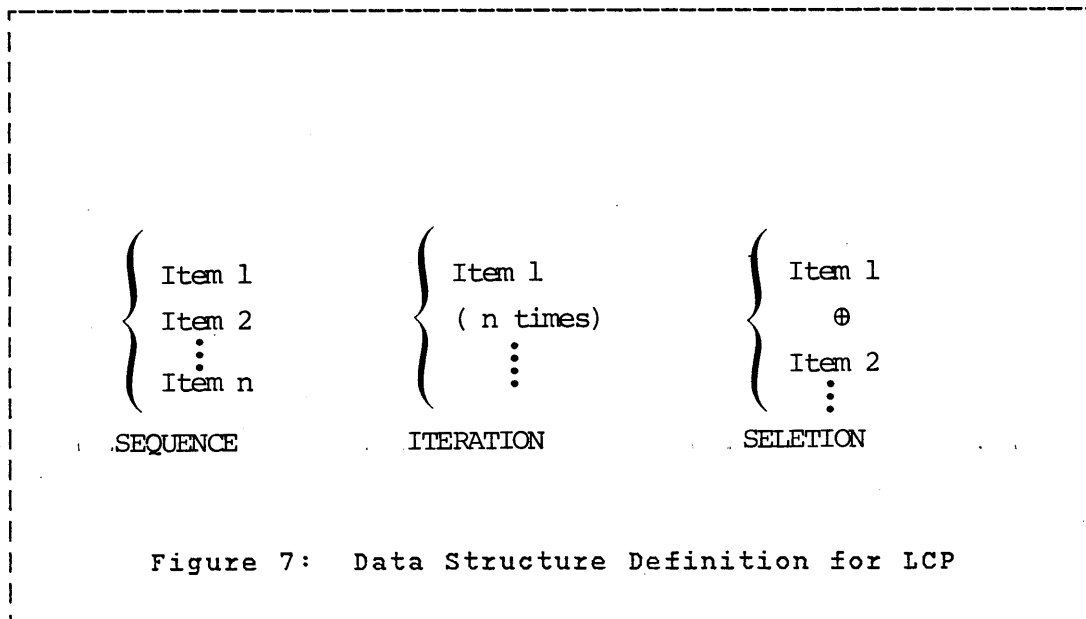 Item 1
Item 2
Item n
SEQUENCE
Item 1
( n times)
ITERATION
Item 1
⊕
Item 2
SELETION
Figure 7: Data Structure Definition for LCP